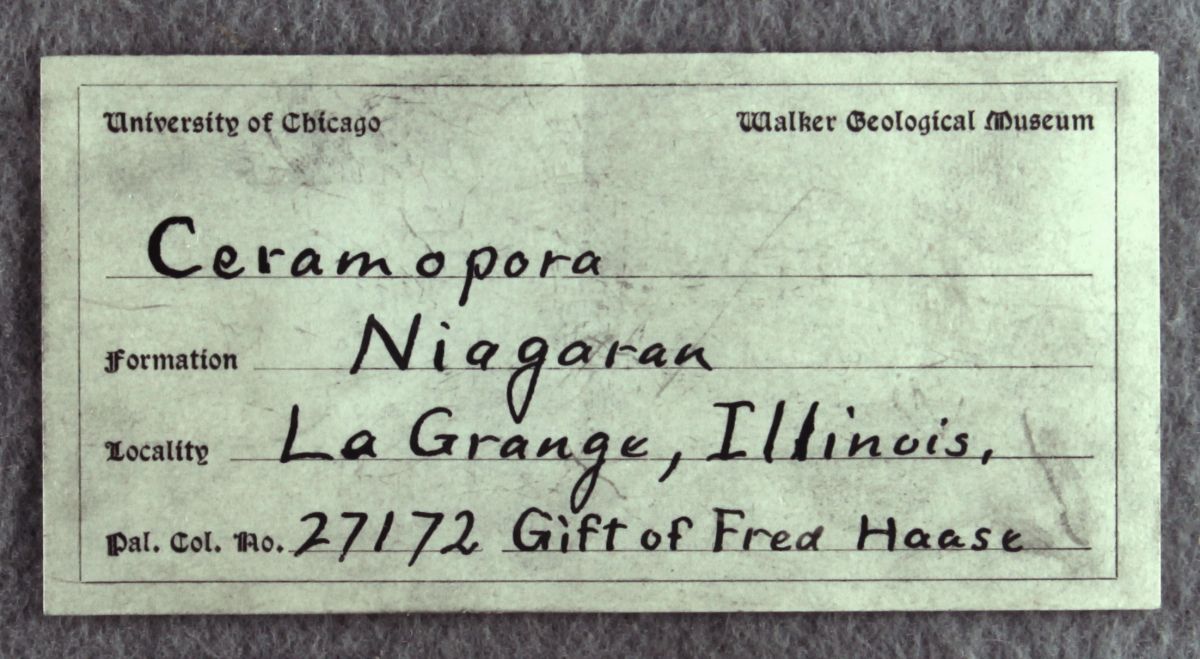 University of Chicago Walker Geological Museum
Ceramopora
Formation Niagaran
Locality La Grange, Illinois,
Pal. Col. No. 27172 Gift of Fred Haase